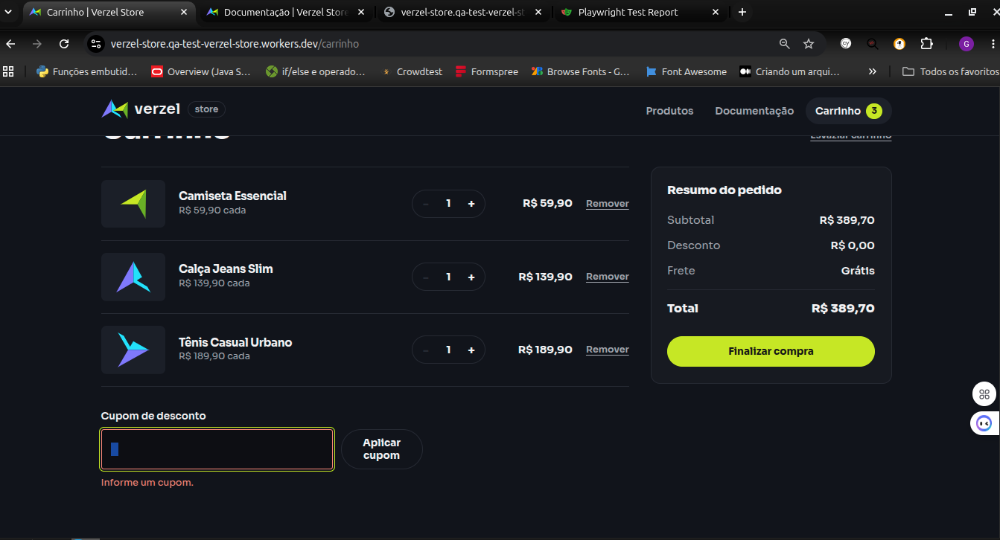 Carrinho | Verzel Store
Documentação | Verzel Store
verzel-store.qa-test-verzel-st
Playwright Test Report
verzel-store.qa-test-verzel-store.workers.dev/carrinho
G
Funções embutid...
Overview (Java S...
if/else e operado...
Crowdtest
Formspree
Browse Fonts - G...
Font Awesome
Criando um arqui...
»
Todos os favoritos
verzel store
Produtos
Documentação
Carrinho 3
Carrinho
Esvaziar carrinho
Camiseta Essencial
R$ 59,90 cada
− 1 +
R$ 59,90
Remover
Calça Jeans Slim
R$ 139,90 cada
− 1 +
R$ 139,90
Remover
Tênis Casual Urbano
R$ 189,90 cada
− 1 +
R$ 189,90
Remover
Resumo do pedido
Subtotal R$ 389,70
Desconto R$ 0,00
Frete Grátis
Total R$ 389,70
Finalizar compra
Cupom de desconto
Aplicar
cupom
Informe um cupom.